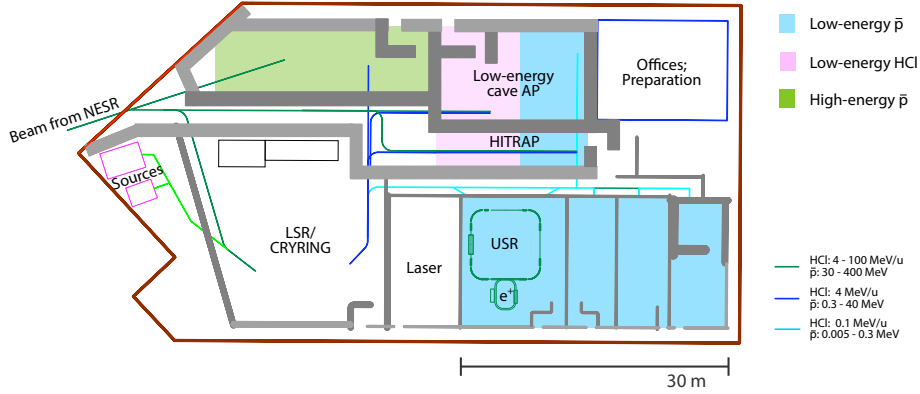 Low-energy p̄
Low-energy HCl
High-energy p̄
Offices;
Preparation
Low-energy
cave AP
Beam from NESR
HITRAP
Sources
LSR/
CRYRING
USR
Laser
e⁺
HCl: 4 - 100 MeV/u
p̄: 30 - 400 MeV
HCl: 4 MeV/u
p̄: 0.3 - 40 MeV
HCl: 0.1 MeV/u
p̄: 0.005 - 0.3 MeV
30 m